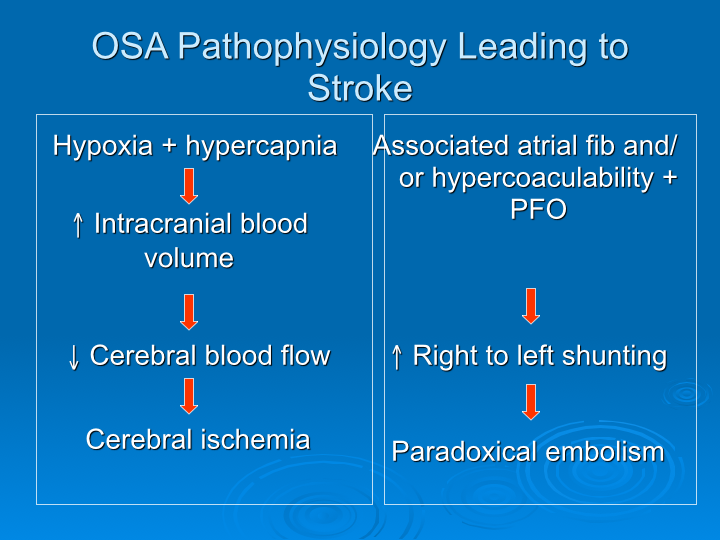 OSA Pathophysiology Leading to
Stroke
Hypoxia + hypercapnia
↑ Intracranial blood
volume
↓ Cerebral blood flow
Cerebral ischemia
Associated atrial fib and/
or hypercoaculability +
PFO
↑ Right to left shunting
Paradoxical embolism